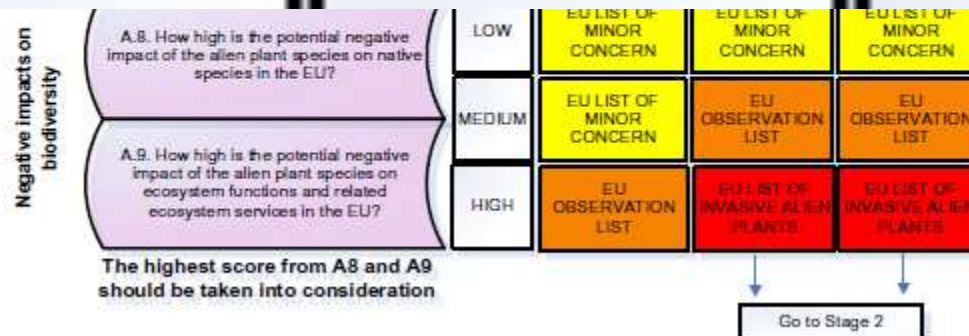 Negative impacts on
biodiversity
A.8. How high is the potential negative
impact of the alien plant species on native
species in the EU?
A.9. How high is the potential negative
impact of the alien plant species on
ecosystem functions and related
ecosystem services in the EU?
The highest score from A8 and A9
should be taken into consideration
LOW
EU LIST OF
MINOR
CONCERN
EU LIST OF
MINOR
CONCERN
EU LIST OF
MINOR
CONCERN
MEDIUM
EU LIST OF
MINOR
CONCERN
EU
OBSERVATION
LIST
EU
OBSERVATION
LIST
HIGH
EU
OBSERVATION
LIST
EU LIST OF
INVASIVE ALIEN
PLANTS
EU LIST OF
INVASIVE ALIEN
PLANTS
Go to Stage 2